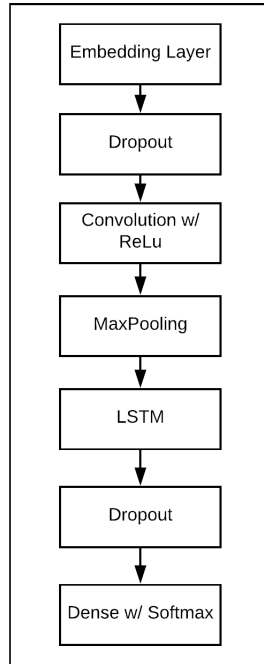 Embedding Layer
Dropout
Convolution w/
ReLu
MaxPooling
LSTM
Dropout
Dense w/ Softmax